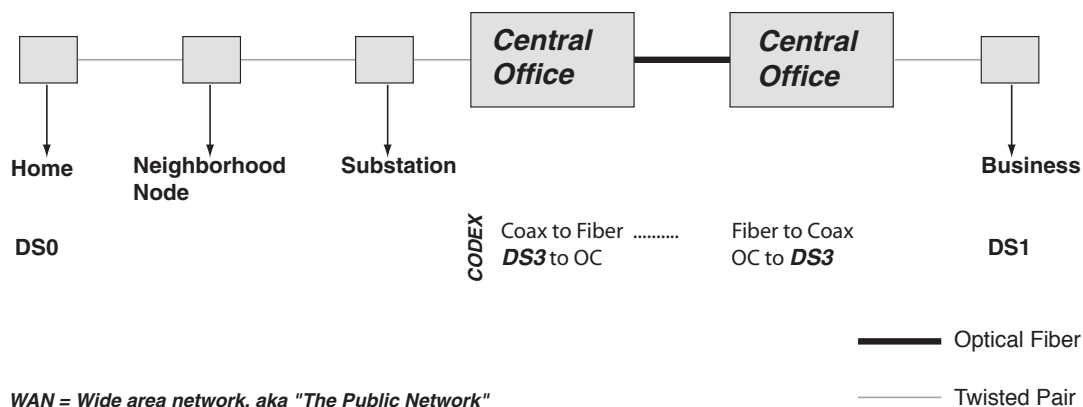 Central
Office
Central
Office
Home
Neighborhood
Node
Substation
Business
DS0
CODEX
Coax to Fiber ..........
DS3 to OC
Fiber to Coax
OC to DS3
DS1
Optical Fiber
Twisted Pair
WAN = Wide area network, aka "The Public Network"